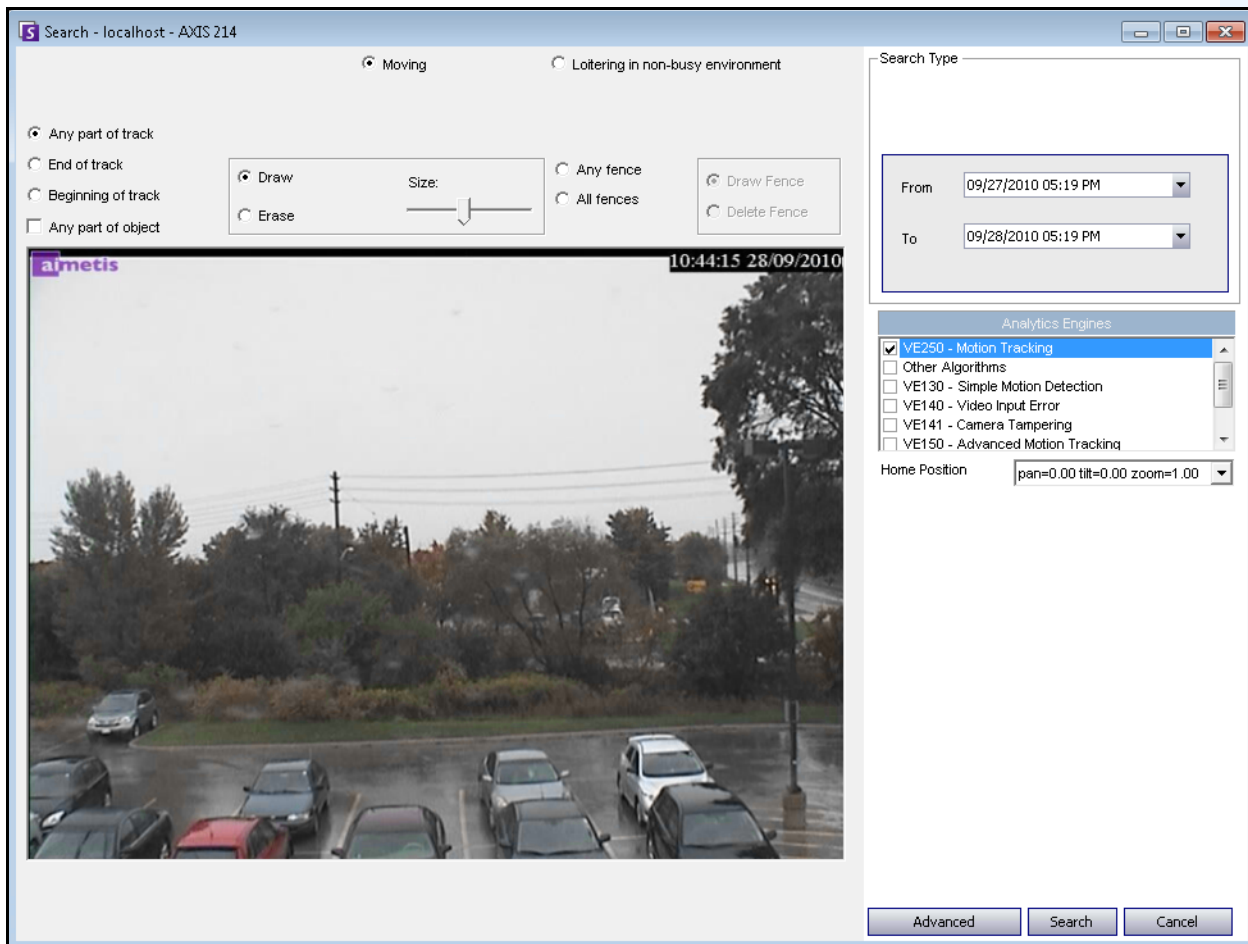 Search - localhost - AXIS 214
Moving
Loitering in non-busy environment
Any part of track
End of track
Beginning of track
Any part of object
Draw
Erase
Size:
Any fence
All fences
Draw Fence
Delete Fence
aimetis
10:44:15 28/09/2010
Search Type
From 09/27/2010 05:19 PM
To 09/28/2010 05:19 PM
Analytics Engines
VE250 - Motion Tracking
Other Algorithms
VE130 - Simple Motion Detection
VE140 - Video Input Error
VE141 - Camera Tampering
VE150 - Advanced Motion Tracking
Home Position pan=0.00 tilt=0.00 zoom=1.00
Advanced Search Cancel